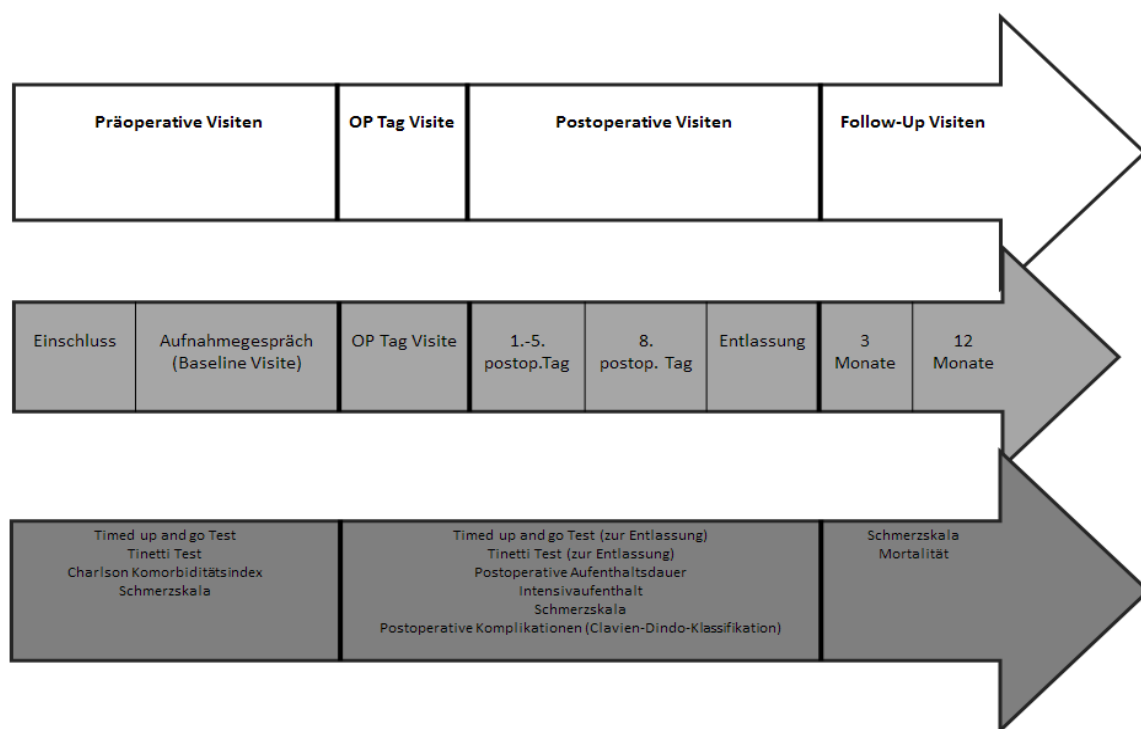 Präoperative Visiten
OP Tag Visite
Postoperative Visiten
Follow-Up Visiten
Einschluss
Aufnahmegespräch
(Baseline Visite)
OP Tag Visite
1.-5.
postop.Tag
8.
postop. Tag
Entlassung
3
Monate
12
Monate
Timed up and go Test
Tinetti Test
Charlson Komorbiditätsindex
Schmerzskala
Timed up and go Test (zur Entlassung)
Tinetti Test (zur Entlassung)
Postoperative Aufenthaltsdauer
Intensivaufenthalt
Schmerzskala
Postoperative Komplikationen (Clavien-Dindo-Klassifikation)
Schmerzskala
Mortalität